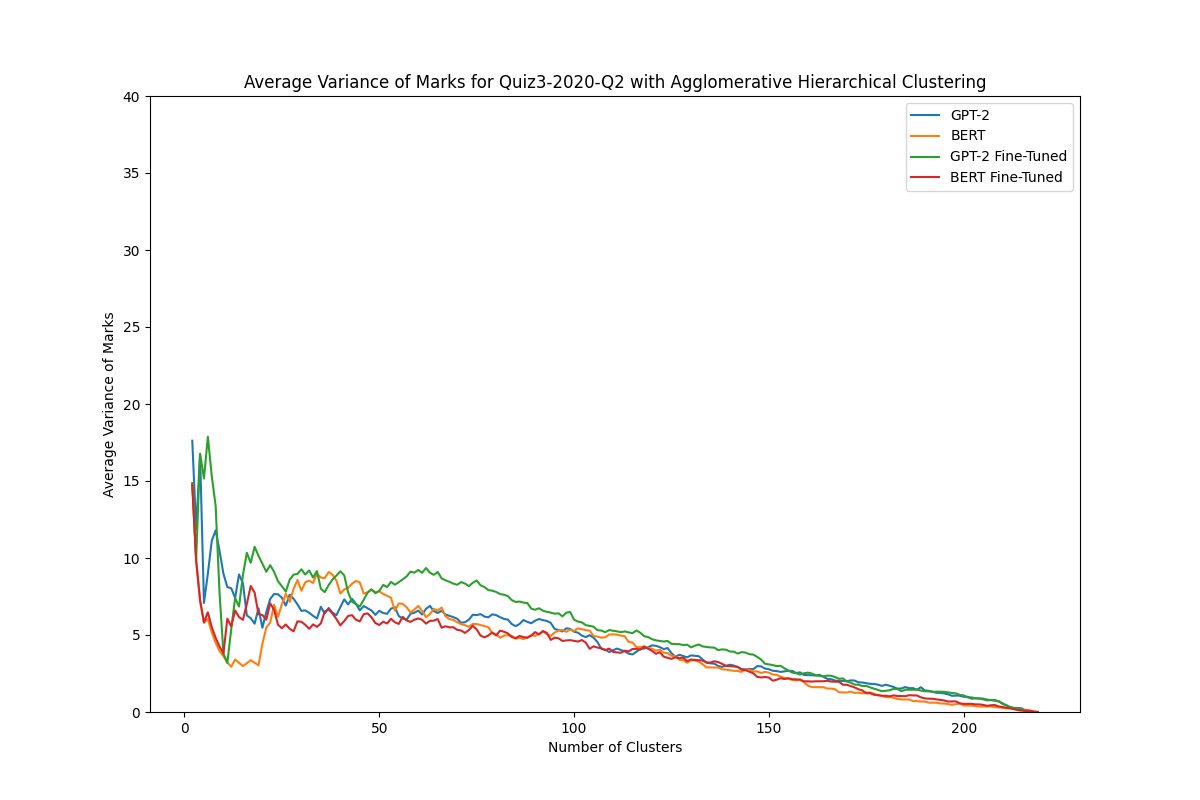 Average Variance of Marks for Quiz3-2020-Q2 with Agglomerative Hierarchical Clustering
GPT-2
BERT
GPT-2 Fine-Tuned
BERT Fine-Tuned
Average Variance of Marks
40
35
30
25
20
15
10
5
0
0 50 100 150 200
Number of Clusters